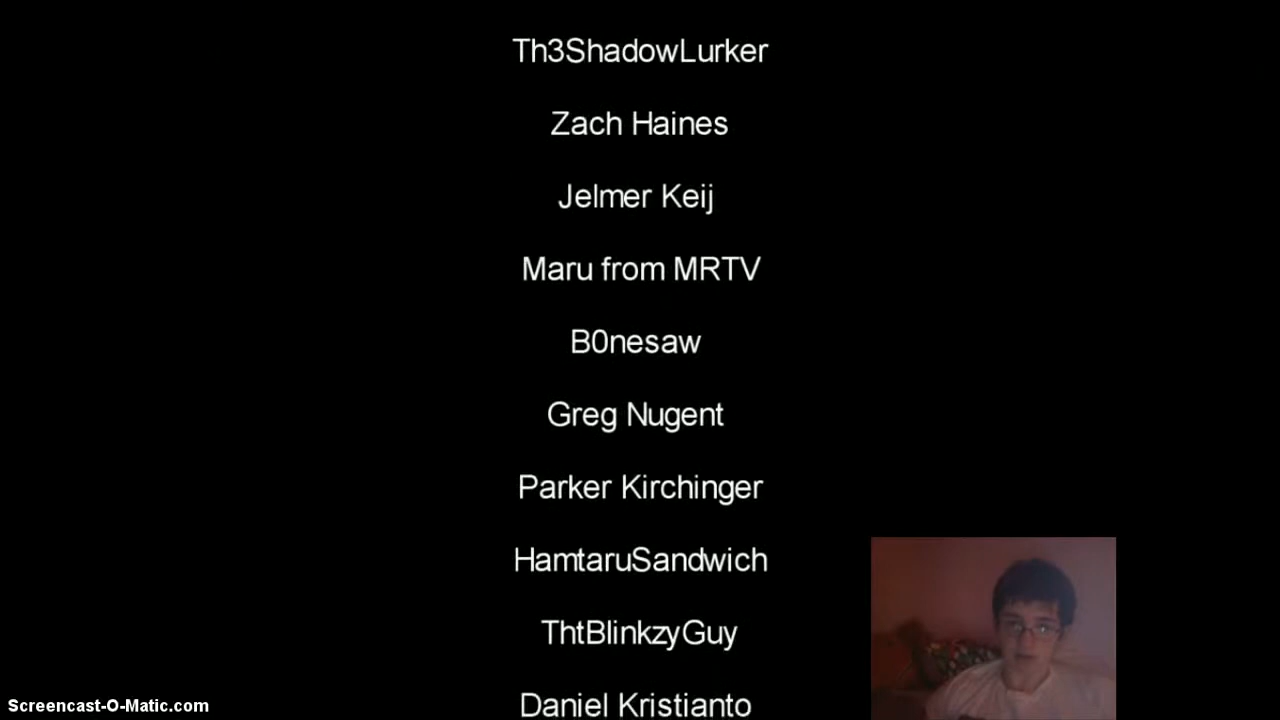 Th3ShadowLurker
Zach Haines
Jelmer Keij
Maru from MRTV
B0nesaw
Greg Nugent
Parker Kirchinger
HamtaruSandwich
ThtBlinkzyGuy
Daniel Kristianto
Screencast-O-Matic.com